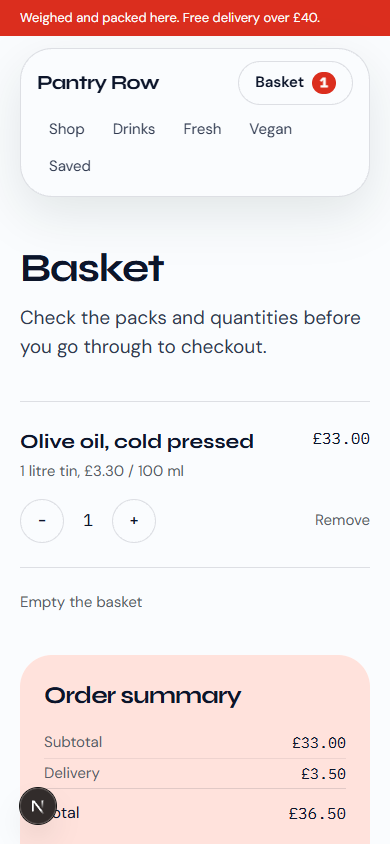 Weighed and packed here. Free delivery over £40.
Pantry Row
Basket 1
Shop Drinks Fresh Vegan
Saved
Basket
Check the packs and quantities before
you go through to checkout.
Olive oil, cold pressed £33.00
1 litre tin, £3.30 / 100 ml
- 1 + Remove
Empty the basket
Order summary
Subtotal £33.00
Delivery £3.50
N otal £36.50